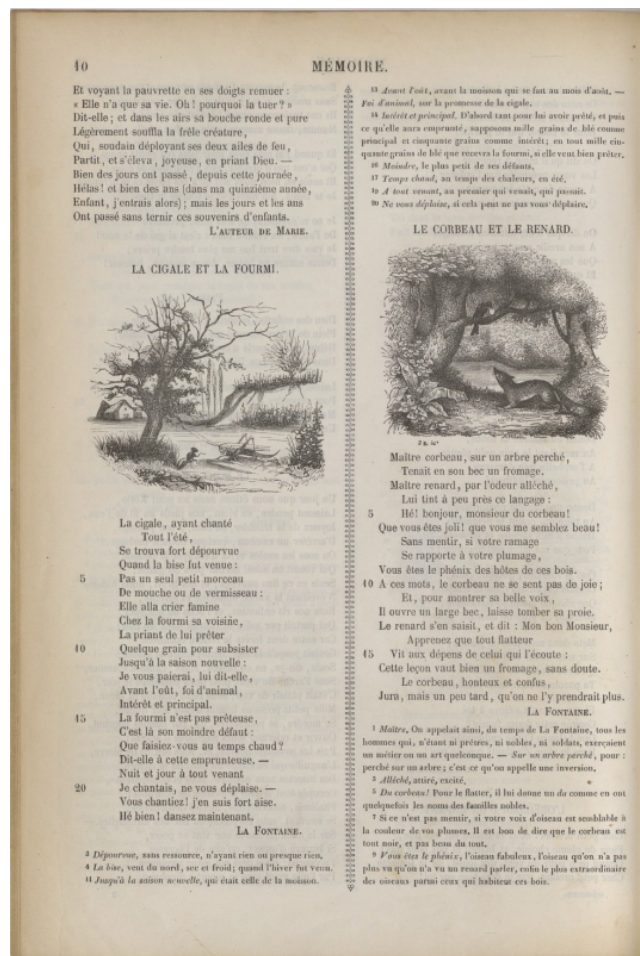 10
MÉMOIRE.
Et voyant la pauvrette en ses doigts remuer :
« Elle n'a que sa vie. Oh! pourquoi la tuer? »
Dit-elle; et dans les airs sa bouche ronde et pure
Légèrement souffla la frêle créature,
Qui, soudain déployant ses deux ailes de feu,
Partit, et s'éleva, joyeuse, en priant Dieu. —
Bien des jours ont passé, depuis cette journée,
Hélas! et bien des ans (dans ma quinzième année,
Enfant, j'entrais alors); mais les jours et les ans
Ont passé sans ternir ces souvenirs d'enfants.
L'AUTEUR DE MARIE.
LA CIGALE ET LA FOURMI.
La cigale, ayant chanté
Tout l'été,
Se trouva fort dépourvue
Quand la bise fut venue :
5 Pas un seul petit morceau
De mouche ou de vermisseau :
Elle alla crier famine
Chez la fourmi sa voisine,
La priant de lui prêter
10 Quelque grain pour subsister
Jusqu'à la saison nouvelle :
Je vous paierai, lui dit-elle,
Avant l'oût, foi d'animal,
Intérêt et principal.
15 La fourmi n'est pas prêteuse,
C'est là son moindre défaut :
Que faisiez-vous au temps chaud?
Dit-elle à cette emprunteuse. —
Nuit et jour à tout venant
20 Je chantais, ne vous déplaise. —
Vous chantiez! j'en suis fort aise.
Hé bien! dansez maintenant.
LA FONTAINE.
3 Dépourvue, sans ressource, n'ayant rien ou presque rien.
4 La bise, vent du nord, sec et froid; quand l'hiver fut venu.
11 Jusqu'à la saison nouvelle, qui était celle de la moisson.
13 Avant l'oût, avant la moisson qui se fait au mois d'août. —
Foi d'animal, sur la promesse de la cigale.
14 Intérêt et principal. D'abord tant pour lui avoir prêté, et puis
ce qu'elle aura emprunté, supposons mille grains de blé comme
principal et cinquante grains comme intérêt; en tout mille cin-
quante grains de blé que recevra la fourmi, si elle veut bien prêter.
16 Moindre, le plus petit de ses défauts.
17 Temps chaud, au temps des chaleurs, en été.
19 A tout venant, au premier qui venait, qui passait.
20 Ne vous déplaise, si cela peut ne pas vous déplaire.
LE CORBEAU ET LE RENARD.
Maître corbeau, sur un arbre perché,
Tenait en son bec un fromage.
Maître renard, par l'odeur alléché,
Lui tint à peu près ce langage :
5 Hé! bonjour, monsieur du corbeau!
Que vous êtes joli! que vous me semblez beau!
Sans mentir, si votre ramage
Se rapporte à votre plumage,
Vous êtes le phénix des hôtes de ces bois.
10 A ces mots, le corbeau ne se sent pas de joie;
Et, pour montrer sa belle voix,
Il ouvre un large bec, laisse tomber sa proie.
Le renard s'en saisit, et dit : Mon bon Monsieur,
Apprenez que tout flatteur
15 Vit aux dépens de celui qui l'écoute :
Cette leçon vaut bien un fromage, sans doute.
Le corbeau, honteux et confus,
Jura, mais un peu tard, qu'on ne l'y prendrait plus.
LA FONTAINE.
1 Maître. On appelait ainsi, du temps de La Fontaine, tous les
hommes qui, n'étant ni prêtres, ni nobles, ni soldats, exerçaient
un métier ou un art quelconque. — Sur un arbre perché, pour :
perché sur un arbre; c'est ce qu'on appelle une inversion.
3 Alléché, attiré, excité.
5 Du corbeau! Pour le flatter, il lui donne un du comme en ont
quelquefois les noms des familles nobles.
7 Si ce n'est pas mentir, si votre voix d'oiseau est semblable à
la couleur de vos plumes. Il est bon de dire que le corbeau est
tout noir, et pas beau du tout.
9 Vous êtes le phénix, l'oiseau fabuleux, l'oiseau qu'on n'a pas
plus vu qu'on n'a vu un renard parler, enfin le plus extraordinaire
des oiseaux parmi ceux qui habitent ces bois.